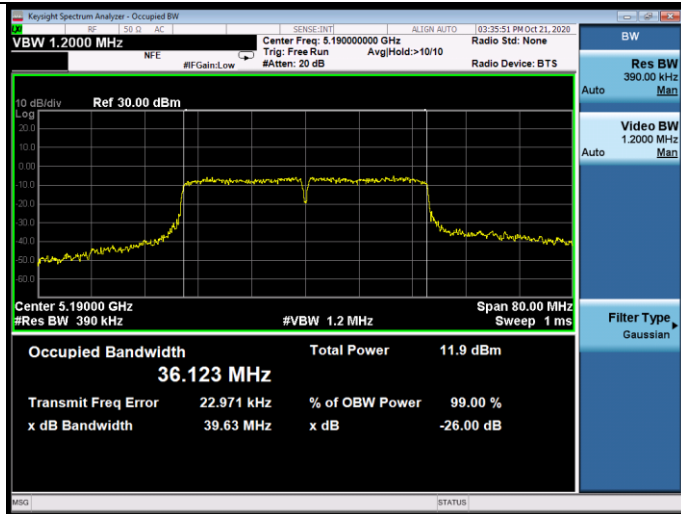 Keysight Spectrum Analyzer - Occupied BW
RF 50 Ω AC SENSE:INT ALIGN AUTO 03:35:51 PM Oct 21, 2020
VBW 1.2000 MHz Center Freq: 5.190000000 GHz Radio Std: None
NFE Trig: Free Run Avg|Hold:>10/10
#IFGain:Low #Atten: 20 dB Radio Device: BTS
10 dB/div Ref 30.00 dBm
Log
20.0
10.0
0.00
-10.0
-20.0
-30.0
-40.0
-50.0
-60.0
Center 5.19000 GHz Span 80.00 MHz
#Res BW 390 kHz #VBW 1.2 MHz Sweep 1 ms
Occupied Bandwidth Total Power 11.9 dBm
36.123 MHz
Transmit Freq Error 22.971 kHz % of OBW Power 99.00 %
x dB Bandwidth 39.63 MHz x dB -26.00 dB
MSG STATUS
BW
Res BW
390.00 kHz
Auto Man
Video BW
1.2000 MHz
Auto Man
Filter Type
Gaussian